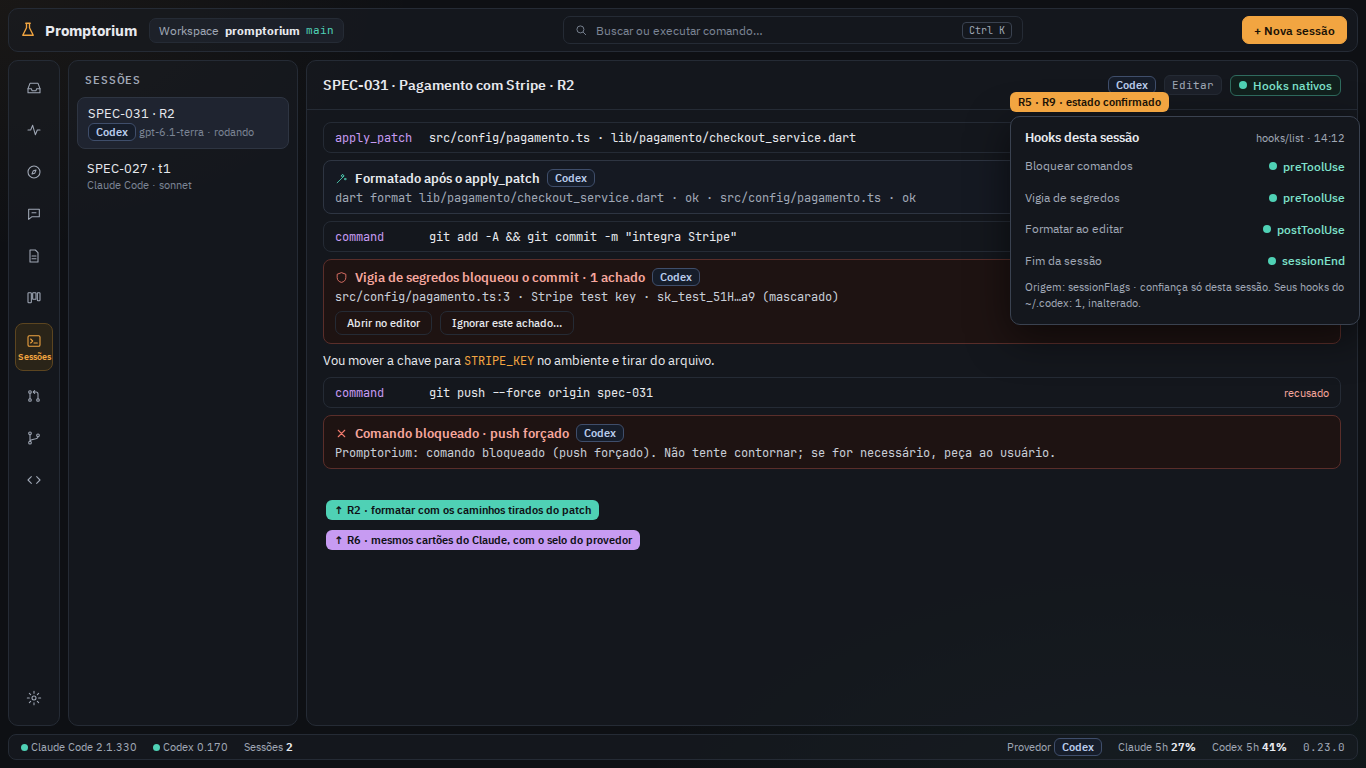 Promptorium
Workspace promptorium main
Buscar ou executar comando...
Ctrl K
+ Nova sessão
Sessões
SESSÕES
SPEC-031 · R2
Codex gpt-6.1-terra · rodando
SPEC-027 · t1
Claude Code · sonnet
SPEC-031 · Pagamento com Stripe · R2
Codex
Editar
Hooks nativos
R5 · R9 · estado confirmado
Hooks desta sessão
hooks/list · 14:12
Bloquear comandos
preToolUse
Vigia de segredos
preToolUse
Formatar ao editar
postToolUse
Fim da sessão
sessionEnd
Origem: sessionFlags · confiança só desta sessão. Seus hooks do
~/.codex: 1, inalterado.
apply_patch src/config/pagamento.ts · lib/pagamento/checkout_service.dart
Formatado após o apply_patch Codex
dart format lib/pagamento/checkout_service.dart · ok · src/config/pagamento.ts · ok
command git add -A && git commit -m "integra Stripe"
Vigia de segredos bloqueou o commit · 1 achado Codex
src/config/pagamento.ts:3 · Stripe test key · sk_test_51H…a9 (mascarado)
Abrir no editor
Ignorar este achado...
Vou mover a chave para STRIPE_KEY no ambiente e tirar do arquivo.
command git push --force origin spec-031
recusado
Comando bloqueado · push forçado Codex
Promptorium: comando bloqueado (push forçado). Não tente contornar; se for necessário, peça ao usuário.
↑ R2 · formatar com os caminhos tirados do patch
↑ R6 · mesmos cartões do Claude, com o selo do provedor
Claude Code 2.1.330
Codex 0.170
Sessões 2
Provedor Codex
Claude 5h 27%
Codex 5h 41%
0.23.0